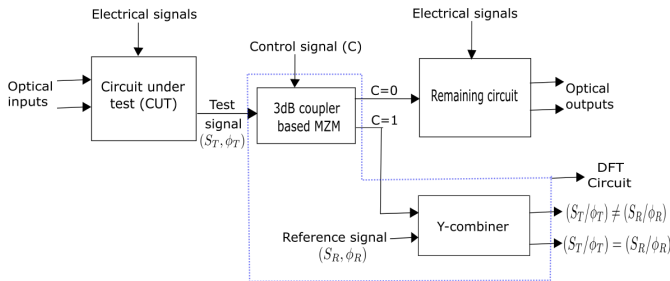 Electrical signals
Electrical signals
Control signal (C)
Optical
inputs
Circuit under
test (CUT)
Test
signal
(S_T, ϕ_T)
3dB coupler
based MZM
C=0
C=1
Remaining circuit
Optical
outputs
DFT
Circuit
Reference signal
(S_R, ϕ_R)
Y-combiner
(S_T/ϕ_T) ≠ (S_R/ϕ_R)
(S_T/ϕ_T) = (S_R/ϕ_R)